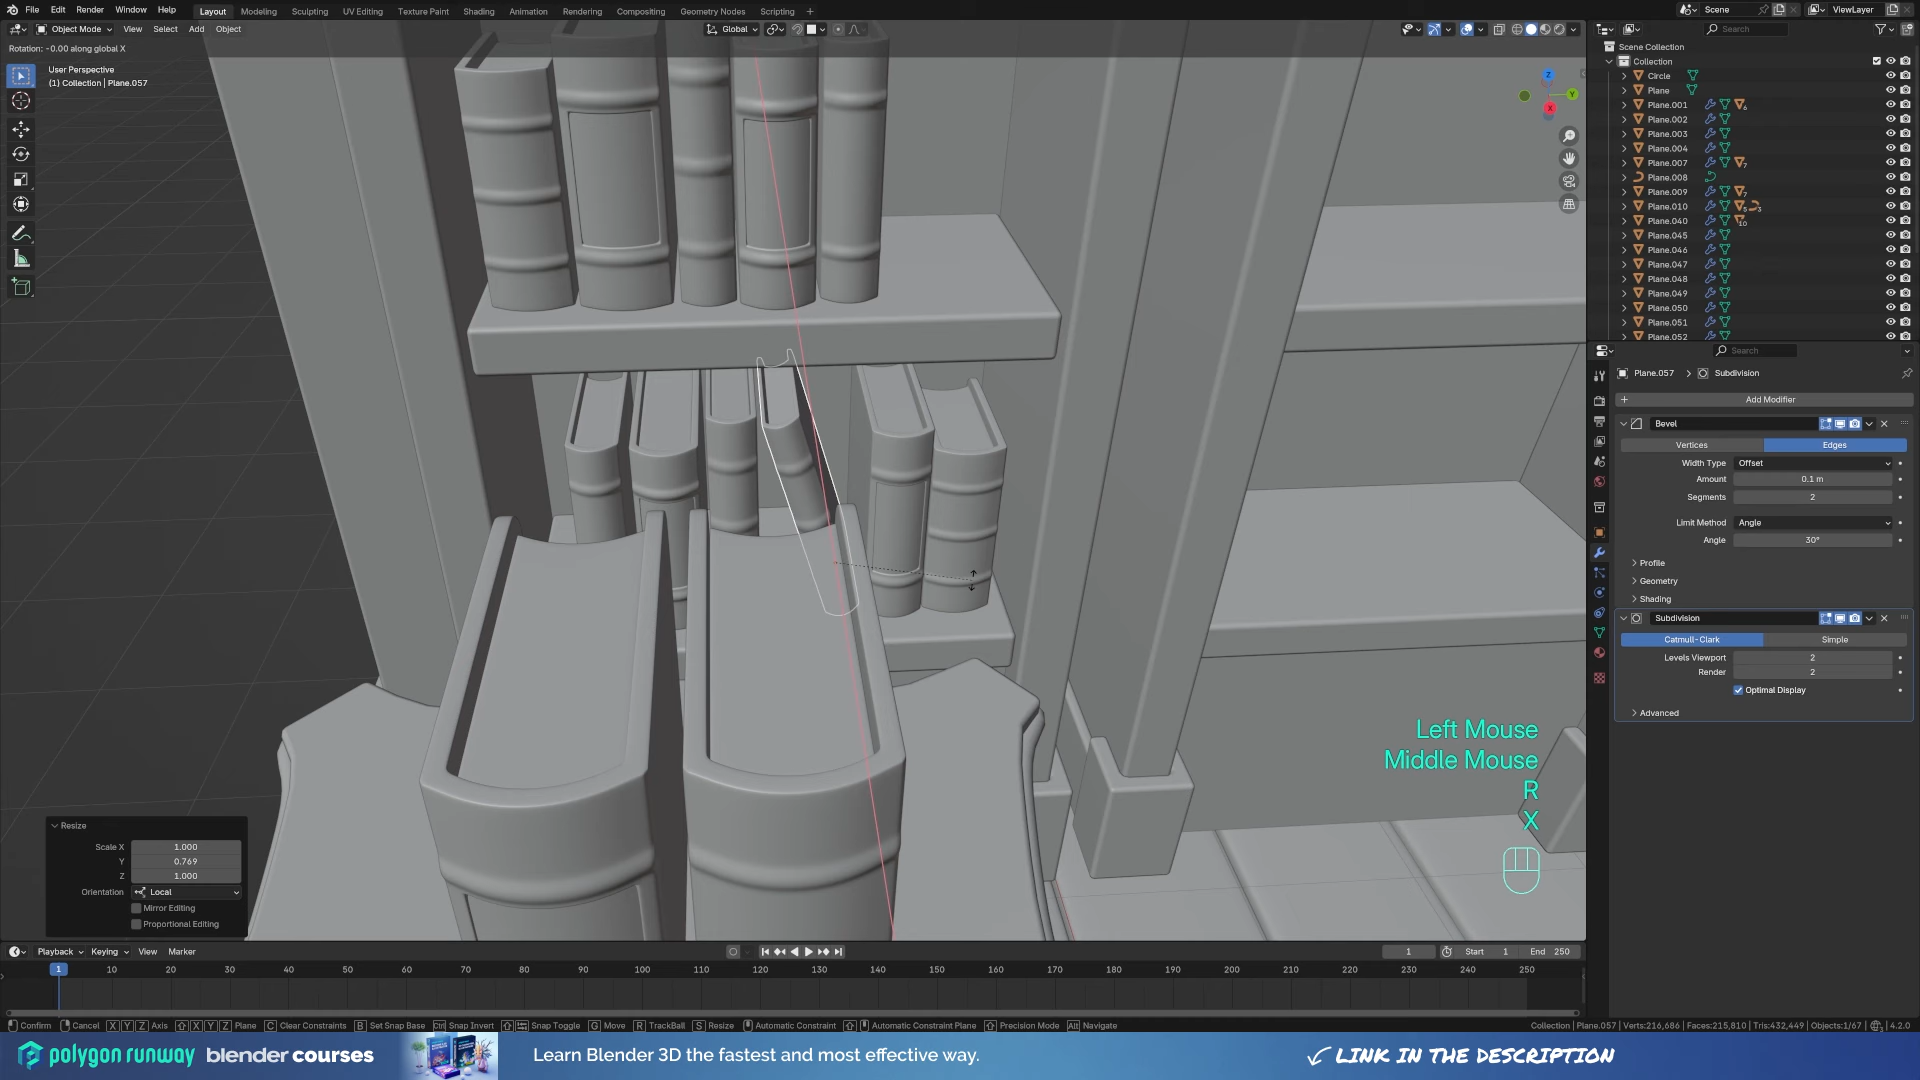 File Edit Render Window Help Layout Modeling Sculpting UV Editing Texture Paint Shading Animation Rendering Compositing Geometry Nodes Scripting + Scene ViewLayer
Object Mode View Select Add Object Global Search
Rotation: -0.00 along global X
User Perspective
(1) Collection | Plane.057
Scene Collection
Collection
Circle
Plane
Plane.001
Plane.002
Plane.003
Plane.004
Plane.007
Plane.008
Plane.009
Plane.010
Plane.040
Plane.045
Plane.046
Plane.047
Plane.048
Plane.049
Plane.050
Plane.051
Plane.052
Search
Plane.057 > Subdivision
+ Add Modifier
Bevel
Vertices Edges
Width Type Offset
Amount 0.1 m
Segments 2
Limit Method Angle
Angle 30°
Profile
Geometry
Shading
Subdivision
Catmull-Clark Simple
Levels Viewport 2
Render 2
Optimal Display
Advanced
Left Mouse
Middle Mouse
R
X
Resize
Scale X 1.000
Y 0.769
Z 1.000
Orientation Local
Mirror Editing
Proportional Editing
Playback Keying View Marker 1 Start 1 End 250
1 10 20 30 40 50 60 70 80 90 100 110 120 130 140 150 160 170 180 190 200 210 220 230 240 250
Confirm Cancel X Y Z Axis X Y Z Plane C Clear Constraints B Set Snap Base Ctrl Snap Invert Snap Toggle G Move R TrackBall S Resize Automatic Constraint Automatic Constraint Plane Precision Mode Alt Navigate Collection | Plane.057 | Verts:216,686 | Faces:215,810 | Tris:432,449 | Objects:1/67 | 4.2.0
polygon runway blender courses Learn Blender 3D the fastest and most effective way. LINK IN THE DESCRIPTION